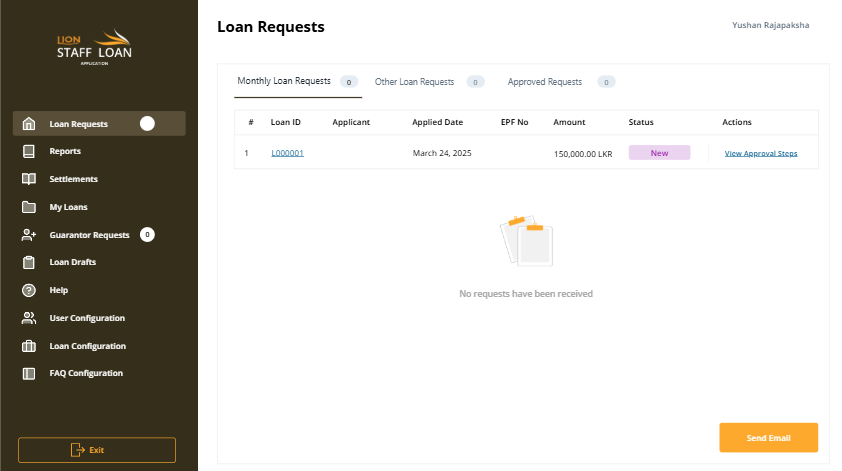 LION
STAFF LOAN
APPLICATION
Loan Requests
Reports
Settlements
My Loans
Guarantor Requests 0
Loan Drafts
Help
User Configuration
Loan Configuration
FAQ Configuration
Exit
Loan Requests
Yushan Rajapaksha
Monthly Loan Requests 0 Other Loan Requests 0 Approved Requests 0
# Loan ID Applicant Applied Date EPF No Amount Status Actions
1 L000001 March 24, 2025 150,000.00 LKR New View Approval Steps
No requests have been received
Send Email